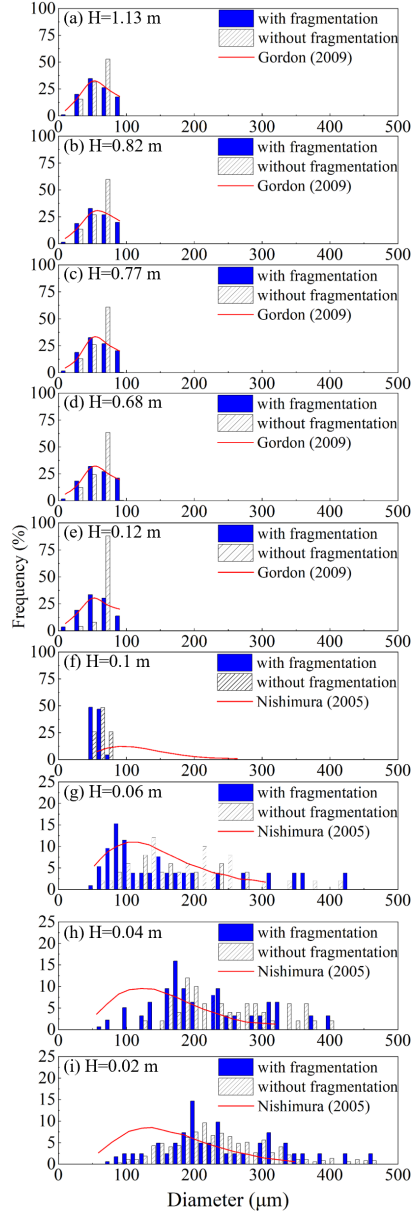 (a) H=1.13 m
with fragmentation
without fragmentation
Gordon (2009)
100
75
50
25
0
0 100 200 300 400 500
(b) H=0.82 m
with fragmentation
without fragmentation
Gordon (2009)
100
75
50
25
0
0 100 200 300 400 500
(c) H=0.77 m
with fragmentation
without fragmentation
Gordon (2009)
100
75
50
25
0
0 100 200 300 400 500
(d) H=0.68 m
with fragmentation
without fragmentation
Gordon (2009)
100
75
50
25
0
0 100 200 300 400 500
Frequency (%)
(e) H=0.12 m
with fragmentation
without fragmentation
Gordon (2009)
100
75
50
25
0
0 100 200 300 400 500
(f) H=0.1 m
with fragmentation
without fragmentation
Nishimura (2005)
100
75
50
25
0
0 100 200 300 400 500
(g) H=0.06 m
with fragmentation
without fragmentation
Nishimura (2005)
25
20
15
10
5
0
0 100 200 300 400 500
(h) H=0.04 m
with fragmentation
without fragmentation
Nishimura (2005)
25
20
15
10
5
0
0 100 200 300 400 500
(i) H=0.02 m
with fragmentation
without fragmentation
Nishimura (2005)
25
20
15
10
5
0
0 100 200 300 400 500
Diameter (μm)